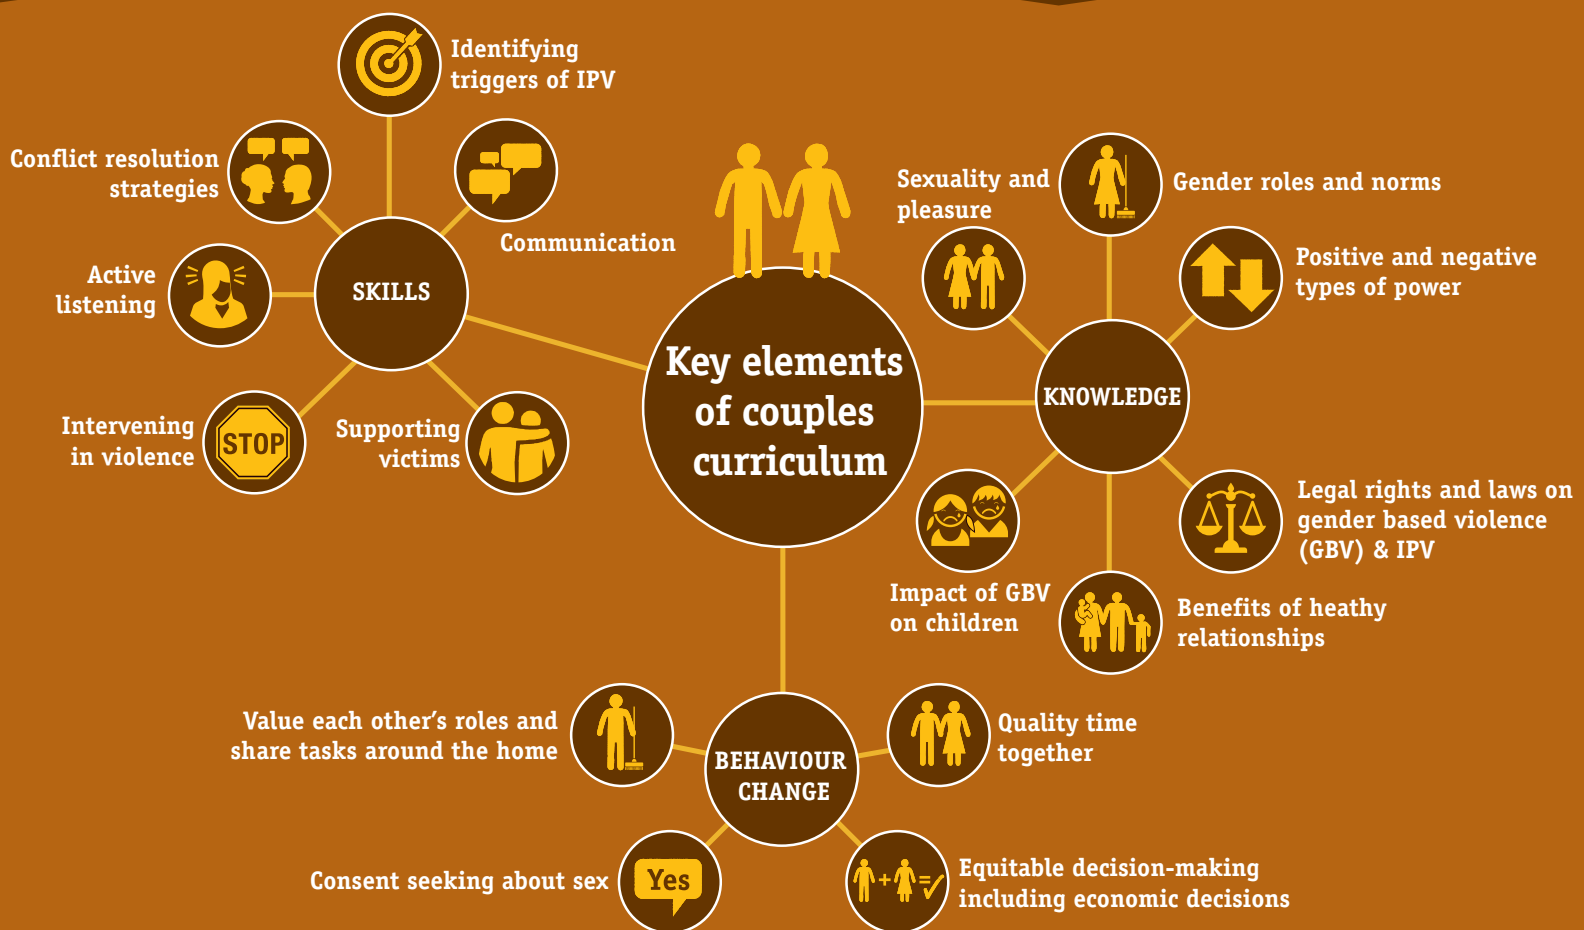 Identifying
triggers of IPV
Conflict resolution
strategies
Communication
Active
listening
SKILLS
Intervening
in violence
STOP
Supporting
victims
Key elements
of couples
curriculum
Sexuality and
pleasure
Gender roles and norms
Positive and negative
types of power
KNOWLEDGE
Legal rights and laws on
gender based violence
(GBV) & IPV
Impact of GBV
on children
Benefits of heathy
relationships
Value each other’s roles and
share tasks around the home
BEHAVIOUR
CHANGE
Quality time
together
Consent seeking about sex
Yes
Equitable decision-making
including economic decisions